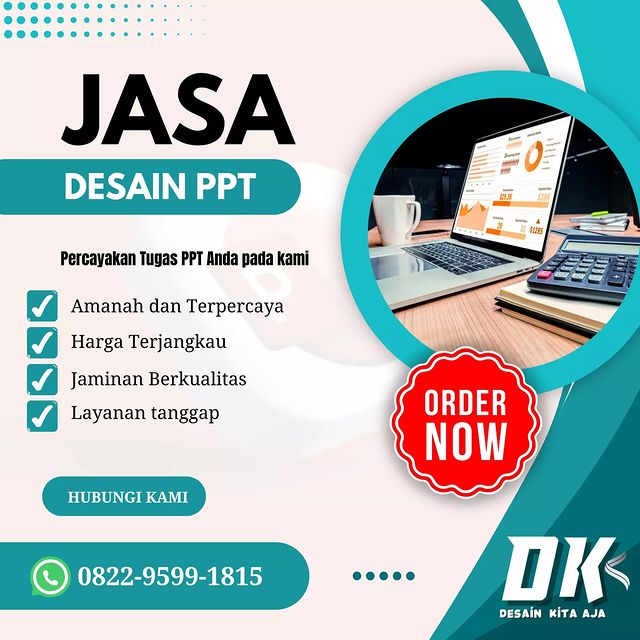 JASA
DESAIN PPT
Percayakan Tugas PPT Anda pada kami
Amanah dan Terpercaya
Harga Terjangkau
Jaminan Berkualitas
Layanan tanggap
ORDER
NOW
HUBUNGI KAMI
0822-9599-1815
DK
DESAIN KITA AJA